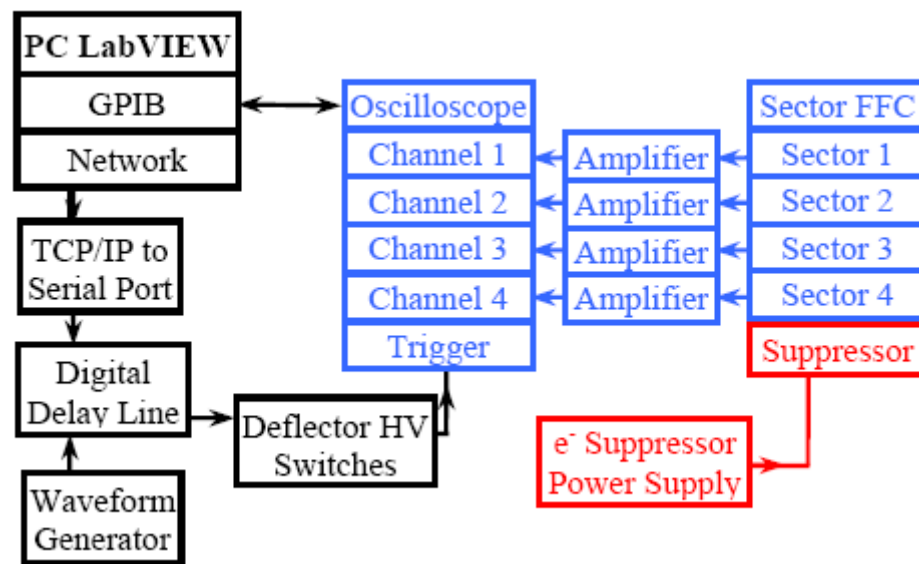 PC LabVIEW
GPIB
Network
TCP/IP to
Serial Port
Digital
Delay Line
Waveform
Generator
Deflector HV
Switches
Oscilloscope
Channel 1
Channel 2
Channel 3
Channel 4
Trigger
Amplifier
Amplifier
Amplifier
Amplifier
Sector FFC
Sector 1
Sector 2
Sector 3
Sector 4
Suppressor
e⁻ Suppressor
Power Supply